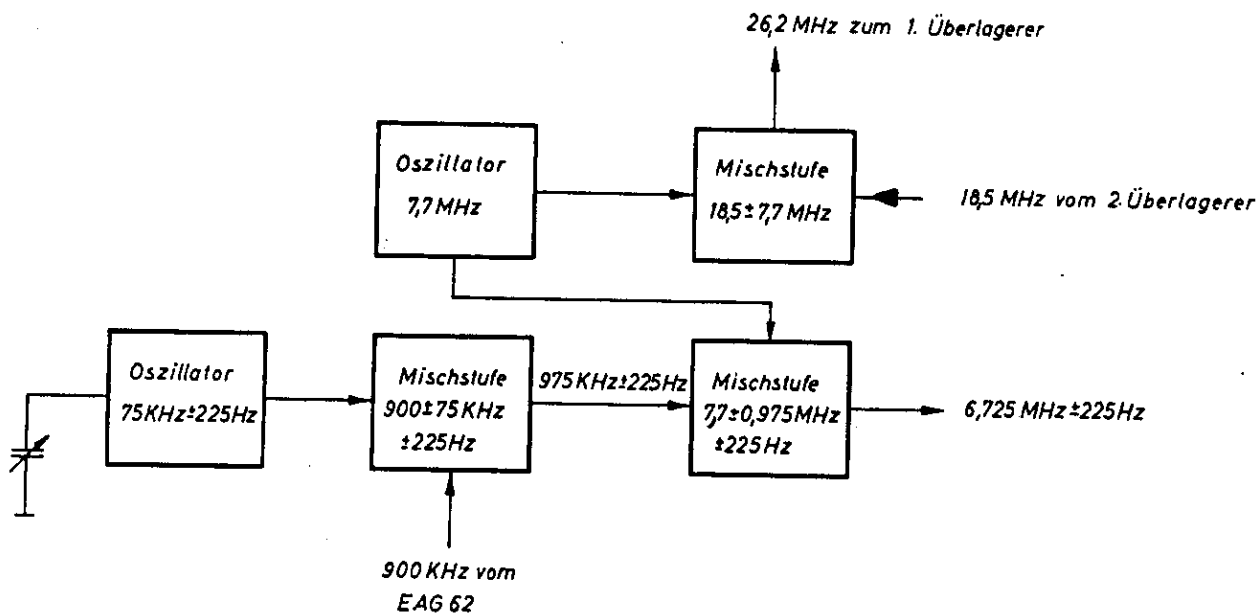 26,2 MHz zum 1. Überlagerer
Oszillator
7,7 MHz
Mischstufe
18,5 ± 7,7 MHz
18,5 MHz vom 2. Überlagerer
Oszillator
75 KHz ± 225 Hz
Mischstufe
900 ± 75 KHz
± 225 Hz
975 KHz ± 225 Hz
Mischstufe
7,7 ± 0,975 MHz
± 225 Hz
6,725 MHz ± 225 Hz
900 KHz vom
EAG 62